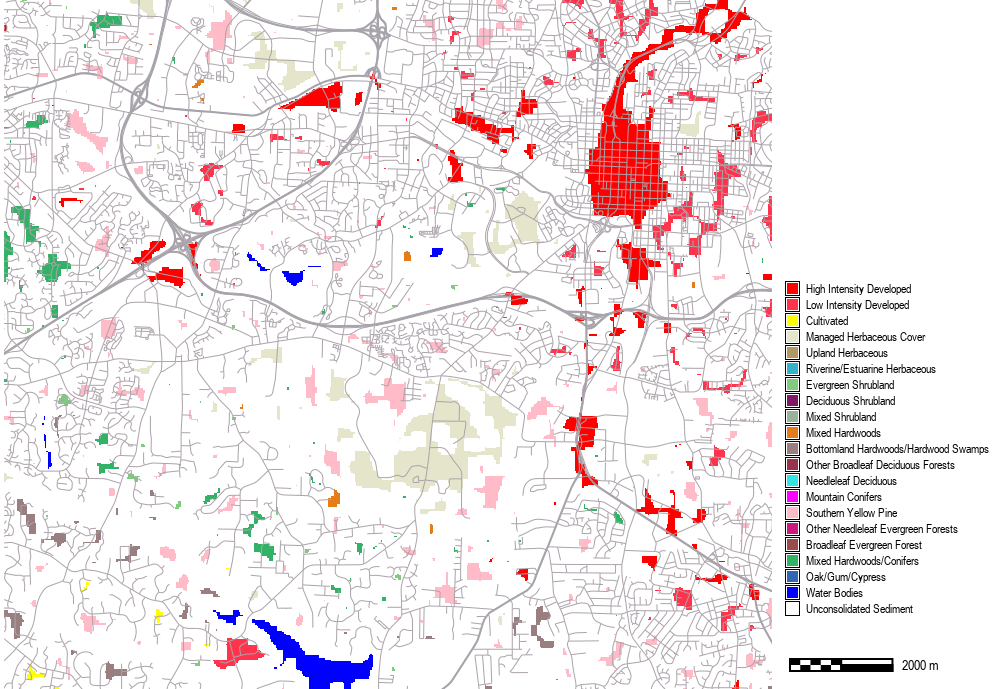 High Intensity Developed
Low Intensity Developed
Cultivated
Managed Herbaceous Cover
Upland Herbaceous
Riverine/Estuarine Herbaceous
Evergreen Shrubland
Deciduous Shrubland
Mixed Shrubland
Mixed Hardwoods
Bottomland Hardwoods/Hardwood Swamps
Other Broadleaf Deciduous Forests
Needleleaf Deciduous
Mountain Conifers
Southern Yellow Pine
Other Needleleaf Evergreen Forests
Broadleaf Evergreen Forest
Mixed Hardwoods/Conifers
Oak/Gum/Cypress
Water Bodies
Unconsolidated Sediment
2000 m